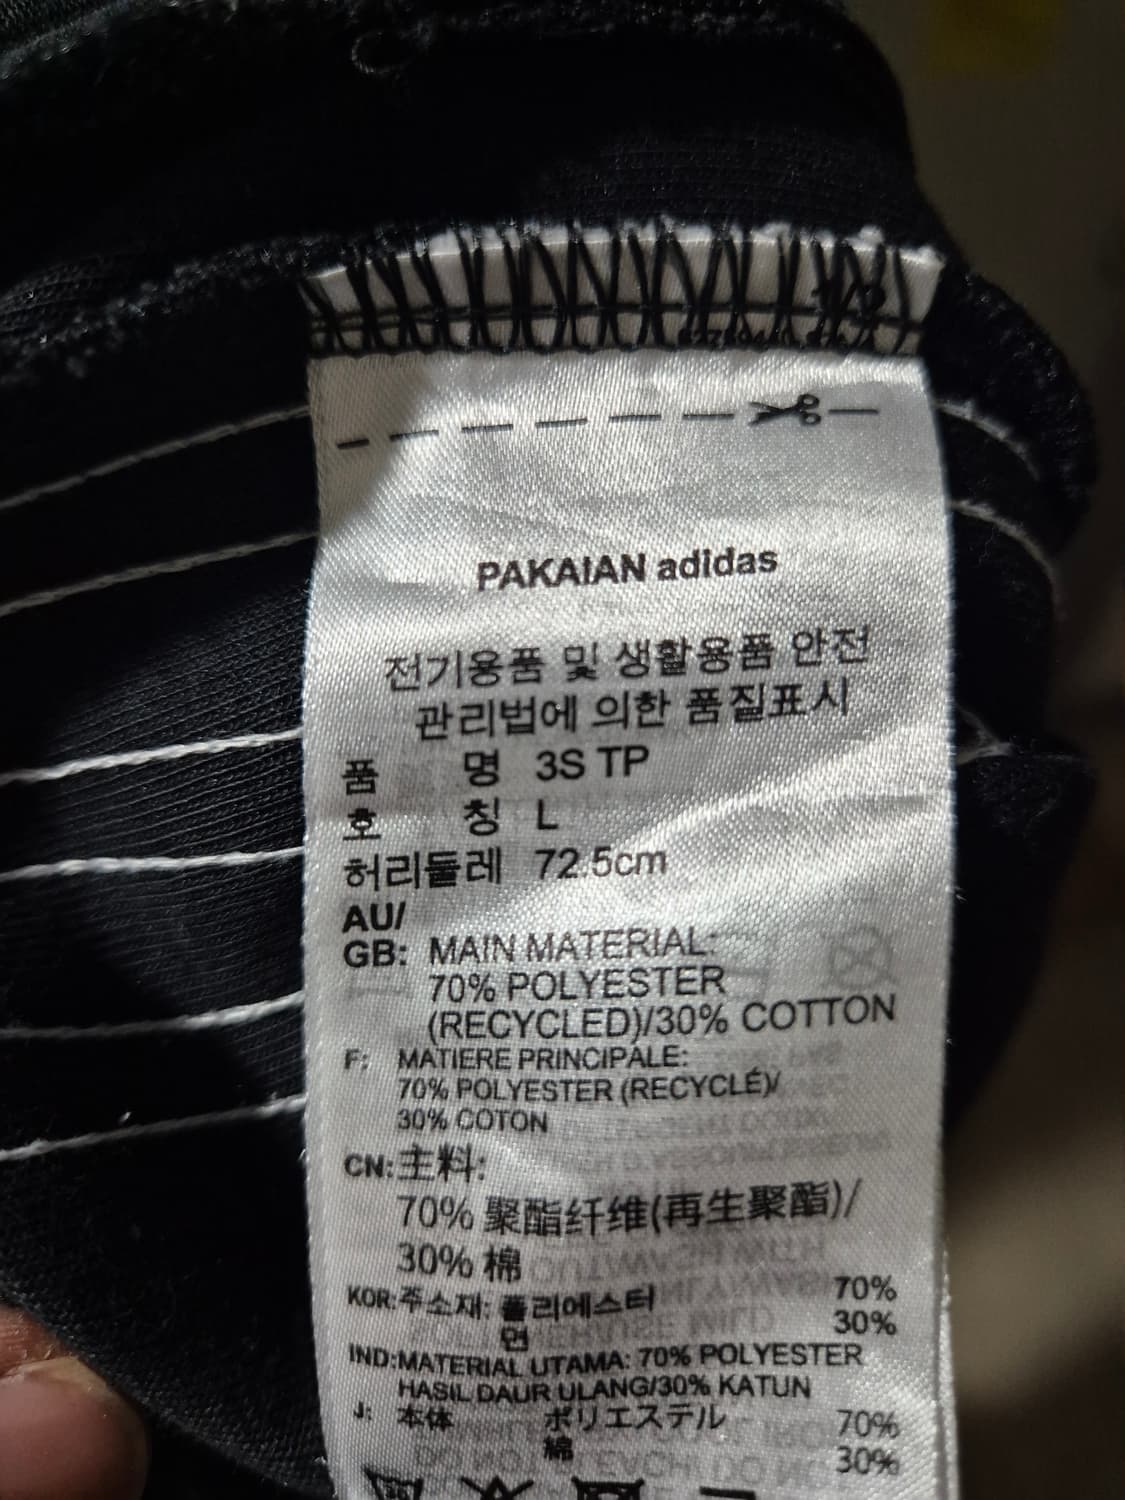 PAKAIAN adidas
전기용품 및 생활용품 안전
관리법에 의한 품질표시
품 명 3S TP
호 칭 L
허리둘레 72.5cm
AU/
GB: MAIN MATERIAL:
70% POLYESTER
(RECYCLED)/30% COTTON
F: MATIERE PRINCIPALE:
70% POLYESTER (RECYCLÉ)/
30% COTON
CN: 主料:
70% 聚酯纤维(再生聚酯)/
30% 棉
KOR: 주소재: 폴리에스터 70%
면 30%
IND: MATERIAL UTAMA: 70% POLYESTER
HASIL DAUR ULANG/30% KATUN
J: 本体 ポリエステル 70%
綿 30%